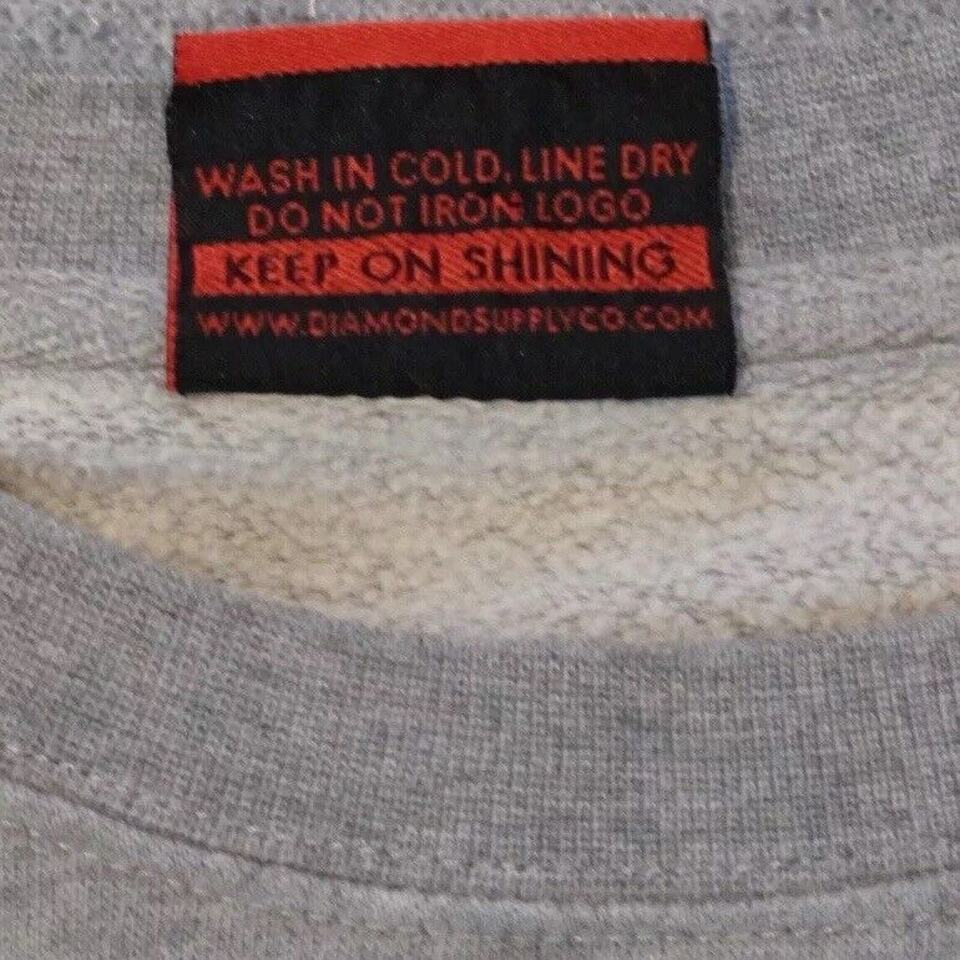 WASH IN COLD, LINE DRY
DO NOT IRON LOGO
KEEP ON SHINING
WWW.DIAMONDSUPPLYCO.COM